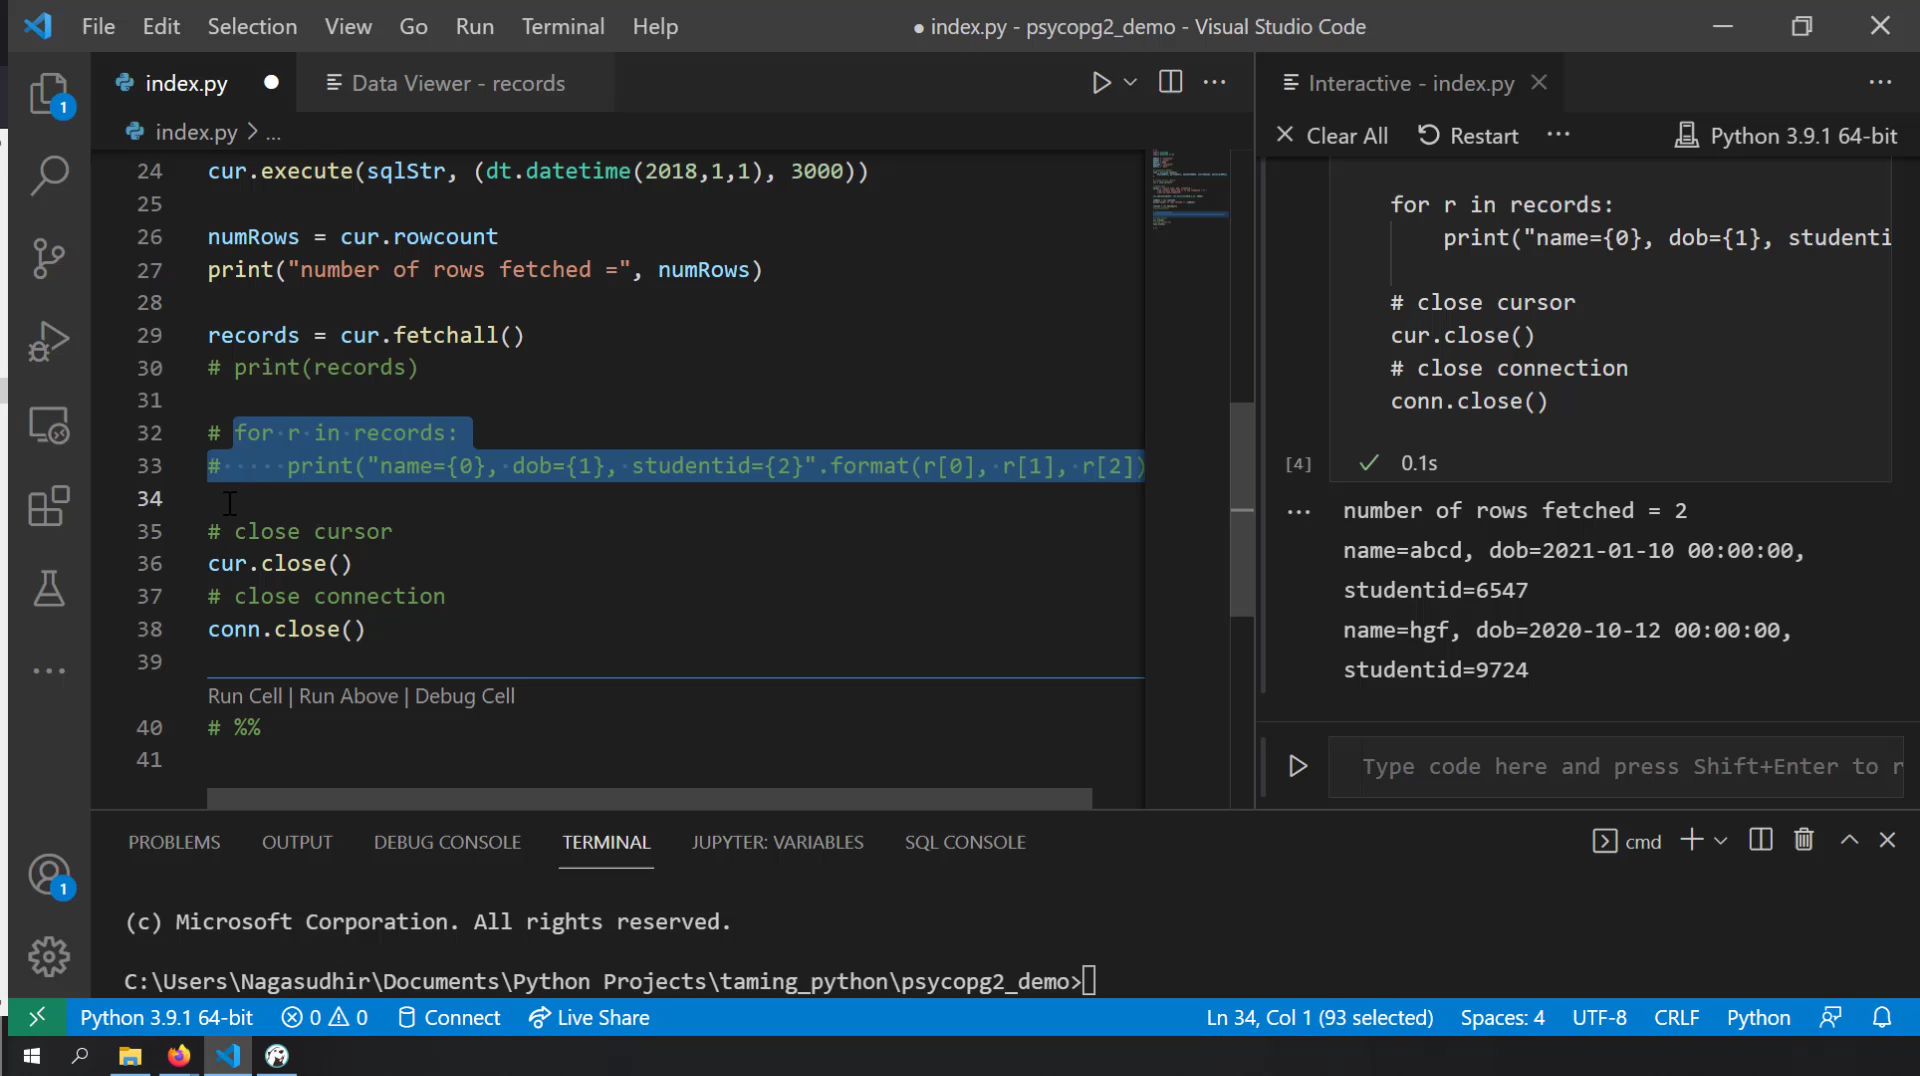 File Edit Selection View Go Run Terminal Help
● index.py - psycopg2_demo - Visual Studio Code
index.py
Data Viewer - records
Interactive - index.py
index.py > ...
Clear All Restart ... Python 3.9.1 64-bit
24 cur.execute(sqlStr, (dt.datetime(2018,1,1), 3000))
25
26 numRows = cur.rowcount
27 print("number of rows fetched =", numRows)
28
29 records = cur.fetchall()
30 # print(records)
31
32 # for r in records:
33 #     print("name={0}, dob={1}, studentid={2}".format(r[0], r[1], r[2])
34
35 # close cursor
36 cur.close()
37 # close connection
38 conn.close()
39
Run Cell | Run Above | Debug Cell
40 # %%
41
for r in records:
print("name={0}, dob={1}, studenti
# close cursor
cur.close()
# close connection
conn.close()
[4] ✓ 0.1s
... number of rows fetched = 2
name=abcd, dob=2021-01-10 00:00:00,
studentid=6547
name=hgf, dob=2020-10-12 00:00:00,
studentid=9724
Type code here and press Shift+Enter to r
PROBLEMS OUTPUT DEBUG CONSOLE TERMINAL JUPYTER: VARIABLES SQL CONSOLE
cmd
(c) Microsoft Corporation. All rights reserved.
C:\Users\Nagasudhir\Documents\Python Projects\taming_python\psycopg2_demo>
1
1
Python 3.9.1 64-bit 0 0 Connect Live Share
Ln 34, Col 1 (93 selected) Spaces: 4 UTF-8 CRLF Python